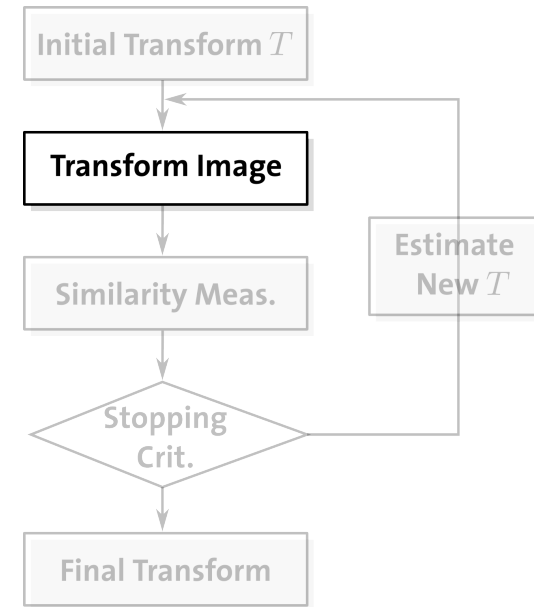 Initial Transform T
Transform Image
Similarity Meas.
Estimate
New T
Stopping
Crit.
Final Transform